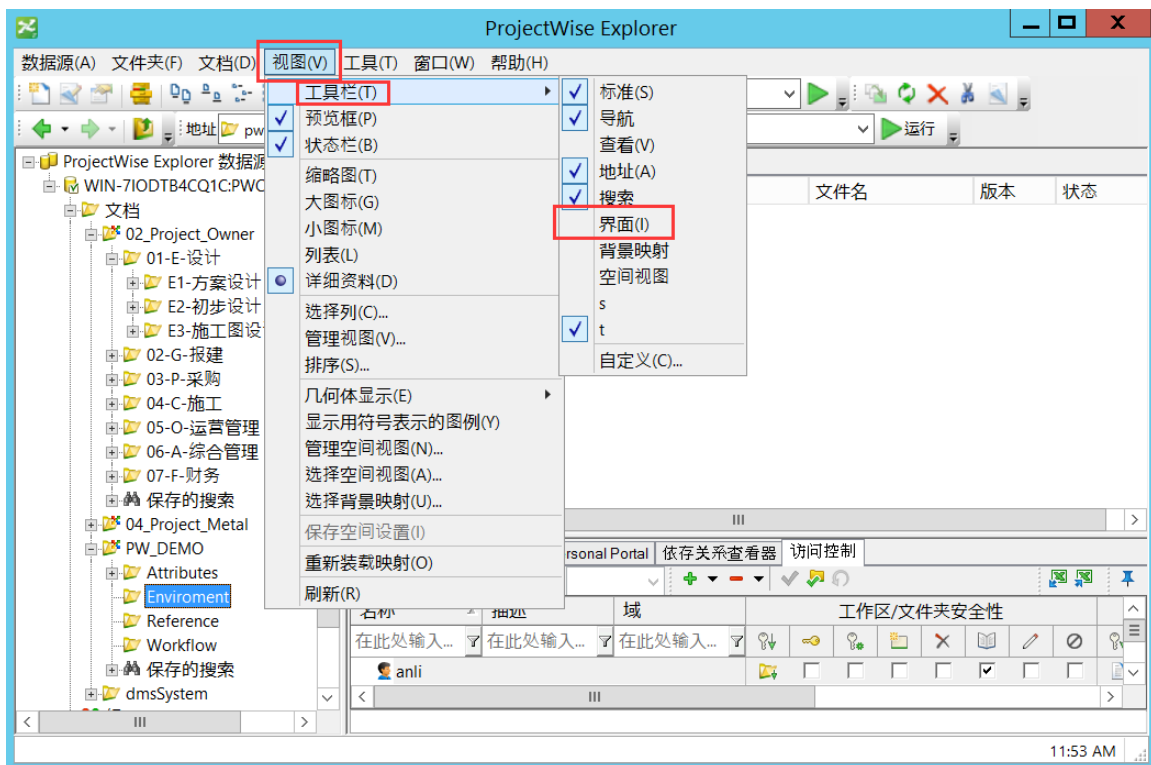 ProjectWise Explorer
数据源(A) 文件夹(F) 文档(D) 视图(V) 工具(T) 窗口(W) 帮助(H)
工具栏(T)
预览框(P)
状态栏(B)
缩略图(T)
大图标(G)
小图标(M)
列表(L)
详细资料(D)
选择列(C)...
管理视图(V)...
排序(S)...
几何体显示(E)
显示用符号表示的图例(Y)
管理空间视图(N)...
选择空间视图(A)...
选择背景映射(U)...
保存空间设置(I)
重新装载映射(O)
刷新(R)
标准(S)
导航
查看(V)
地址(A)
搜索
界面(I)
背景映射
空间视图
s
t
自定义(C)...
地址 pw
运行
ProjectWise Explorer 数据源
WIN-7IODTB4CQ1C:PWC
文档
02_Project_Owner
01-E-设计
E1-方案设计
E2-初步设计
E3-施工图设
02-G-报建
03-P-采购
04-C-施工
05-O-运营管理
06-A-综合管理
07-F-财务
保存的搜索
04_Project_Metal
PW_DEMO
Attributes
Enviroment
Reference
Workflow
保存的搜索
dmsSystem
文件名 版本 状态
ersonal Portal 依存关系查看器 访问控制
名称 描述 域 工作区/文件夹安全性
在此处输入... 在此处输入... 在此处输入...
anli
11:53 AM